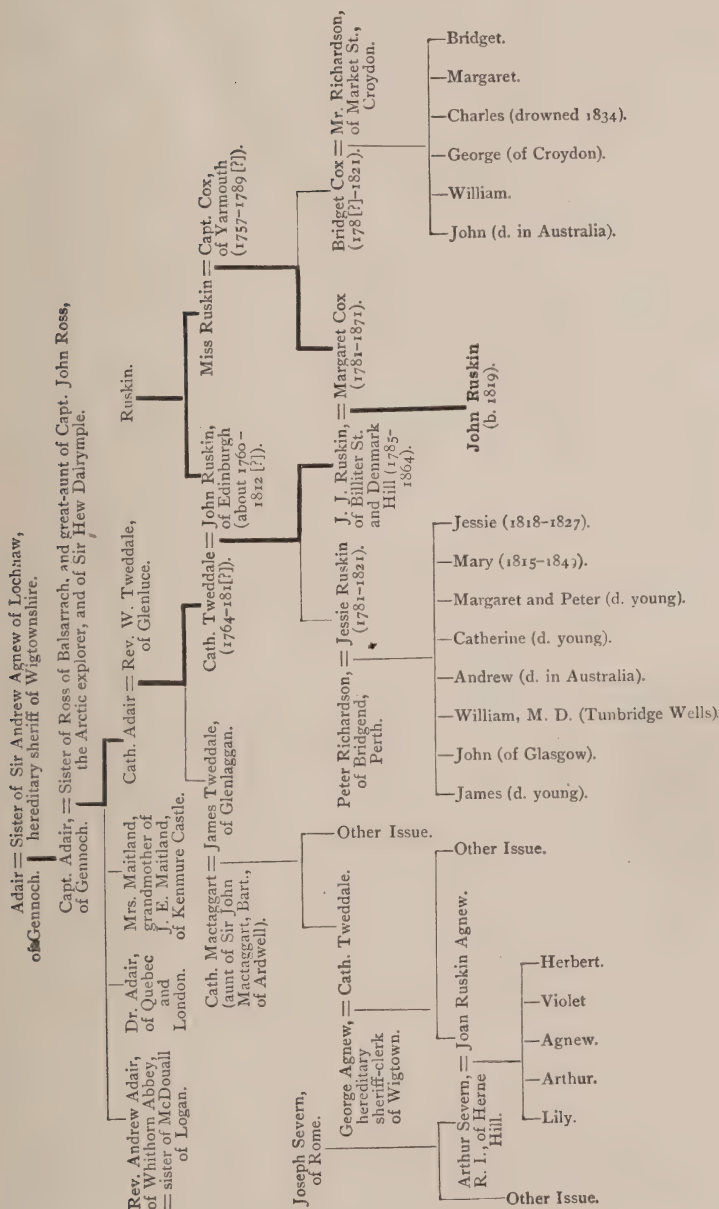 Adair = Sister of Sir Andrew Agnew of Lochnaw,
of Gennoch. hereditary sheriff of Wigtownshire.
Capt. Adair, = Sister of Ross of Balsarrach, and great-aunt of Capt. John Ross,
of Gennoch. the Arctic explorer, and of Sir Hew Dalrymple.
Rev. Andrew Adair,
of Whithorn Abbey,
= sister of McDouall
of Logan.
Dr. Adair,
of Quebec
and
London.
Mrs. Maitland,
grandmother of
J. E. Maitland,
of Kenmure Castle.
Cath. Adair = Rev. W. Tweddale,
of Glenluce.
Ruskin.
Cath. Mactaggart = James Tweddale,
(aunt of Sir John of Glenlaggan.
Mactaggart, Bart.,
of Ardwell).
Cath. Tweddale = John Ruskin,
(1764-181[?]). of Edinburgh
(about 1760-
1812 [?]).
Miss Ruskin = Capt. Cox,
of Yarmouth
(1757-1789 [?]).
Joseph Severn,
of Rome.
George Agnew, = Cath. Tweddale.
hereditary
sheriff-clerk
of Wigtown.
Other Issue.
Peter Richardson, = Jessie Ruskin
of Bridgend, (1781-1821).
Perth.
J. J. Ruskin, = Margaret Cox
of Billiter St. (1781-1871).
and Denmark
Hill (1785-
1864).
Bridget Cox = Mr. Richardson,
(178[?]-1821). of Market St.,
Croydon.
Other Issue.
Arthur Severn, = Joan Ruskin Agnew.
R. I., of Herne
Hill.
Other Issue.
Jessie (1818-1827).
Mary (1815-1849).
Margaret and Peter (d. young).
Catherine (d. young).
Andrew (d. in Australia).
William, M. D. (Tunbridge Wells).
John (of Glasgow).
James (d. young).
John Ruskin
(b. 1819).
Bridget.
Margaret.
Charles (drowned 1834).
George (of Croydon).
William.
John (d. in Australia).
Herbert.
Violet
Agnew.
Arthur.
Lily.